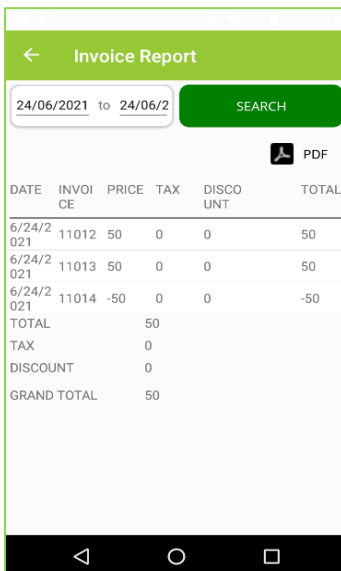 Invoice Report
24/06/2021 to 24/06/2
SEARCH
PDF
DATE INVOI PRICE TAX DISCO TOTAL
CE UNT
6/24/2 11012 50 0 0 50
021
6/24/2 11013 50 0 0 50
021
6/24/2 11014 -50 0 0 -50
021
TOTAL 50
TAX 0
DISCOUNT 0
GRAND TOTAL 50